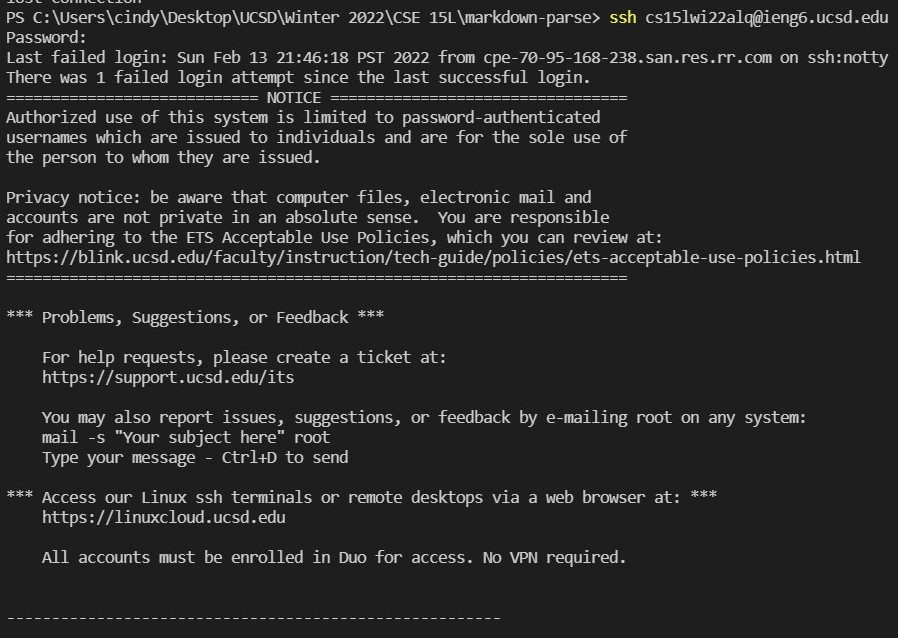 lost connection
PS C:\Users\cindy\Desktop\UCSD\Winter 2022\CSE 15L\markdown-parse> ssh cs15lwi22alq@ieng6.ucsd.edu
Password:
Last failed login: Sun Feb 13 21:46:18 PST 2022 from cpe-70-95-168-238.san.res.rr.com on ssh:notty
There was 1 failed login attempt since the last successful login.
============================ NOTICE =================================
Authorized use of this system is limited to password-authenticated
usernames which are issued to individuals and are for the sole use of
the person to whom they are issued.

Privacy notice: be aware that computer files, electronic mail and
accounts are not private in an absolute sense.  You are responsible
for adhering to the ETS Acceptable Use Policies, which you can review at:
https://blink.ucsd.edu/faculty/instruction/tech-guide/policies/ets-acceptable-use-policies.html
=====================================================================

*** Problems, Suggestions, or Feedback ***

    For help requests, please create a ticket at:
    https://support.ucsd.edu/its

    You may also report issues, suggestions, or feedback by e-mailing root on any system:
    mail -s "Your subject here" root
    Type your message - Ctrl+D to send

*** Access our Linux ssh terminals or remote desktops via a web browser at: ***
    https://linuxcloud.ucsd.edu

    All accounts must be enrolled in Duo for access. No VPN required.


-------------------------------------------------------